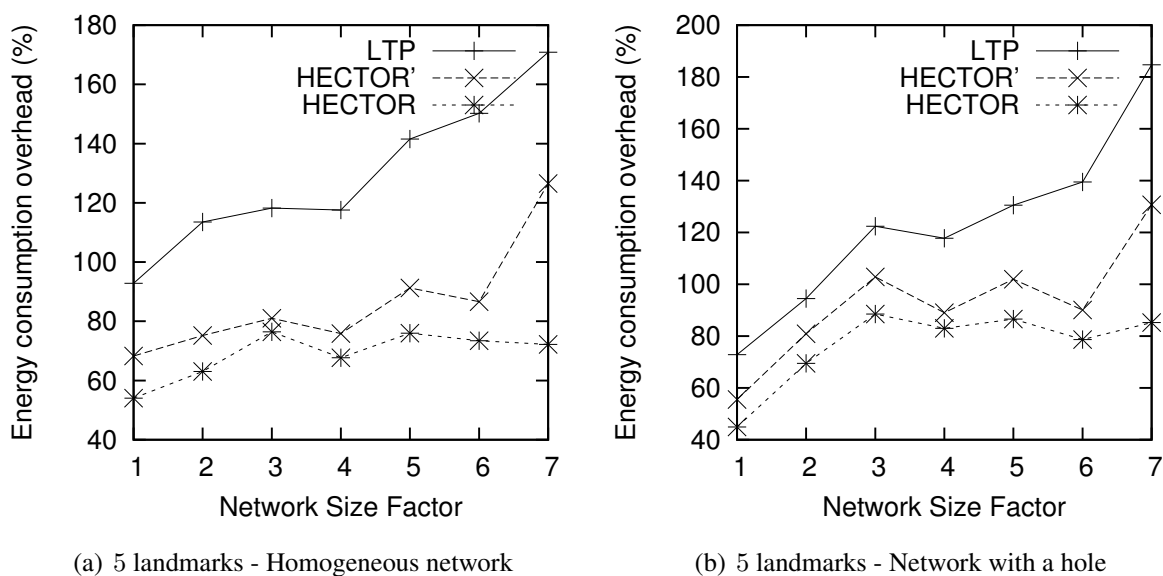 Energy consumption overhead (%)
180
160
140
120
100
80
60
40
LTP
HECTOR'
HECTOR
1 2 3 4 5 6 7
Network Size Factor
(a) 5 landmarks - Homogeneous network
Energy consumption overhead (%)
200
180
160
140
120
100
80
60
40
LTP
HECTOR'
HECTOR
1 2 3 4 5 6 7
Network Size Factor
(b) 5 landmarks - Network with a hole